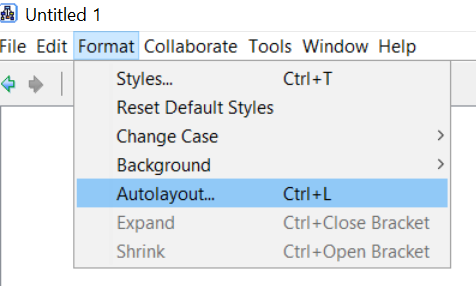 Untitled 1
File Edit Format Collaborate Tools Window Help
Styles... Ctrl+T
Reset Default Styles
Change Case
Background
Autolayout... Ctrl+L
Expand Ctrl+Close Bracket
Shrink Ctrl+Open Bracket